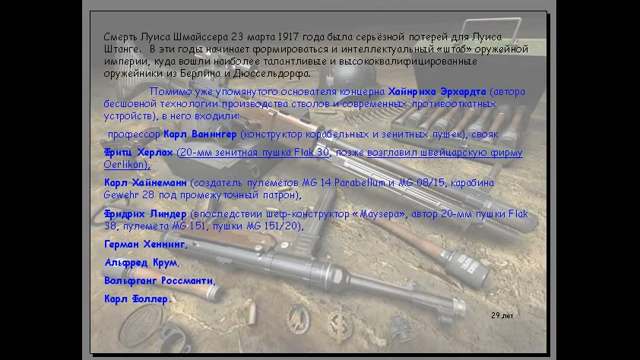 Смерть Луиса Шмайссера 23 марта 1917 года была серьёзной потерей для Луиса
Штанге. В эти годы начинает формироваться и интеллектуальный «штаб» оружейной
империи, куда вошли наиболее талантливые и высококвалифицированные
оружейники из Берлина и Дюссельдорфа.
Помимо уже упомянутого основателя концерна Хайнриха Эрхардта (автора
бесшовной технологии производства стволов и современных противооткатных
устройств), в него входили:
профессор Карл Ванингер (конструктор корабельных и зенитных пушек), свояк
Фритц Херлах (20-мм зенитная пушка Flak 30, позже возглавил швейцарскую фирму
Oerlikon),
Карл Хайнеманн (создатель пулеметов MG 14 Parabellum и MG 08/15, карабина
Gewehr 28 под промежуточный патрон),
Фридрих Линдер (впоследствии шеф-конструктор «Маузера», автор 20-мм пушки Flak
38, пулемета MG 151, пушки MG 151/20),
Герман Хеннинг,
Альфред Крум,
Вольфганг Россманти,
Карл Фоллер.
29 лет